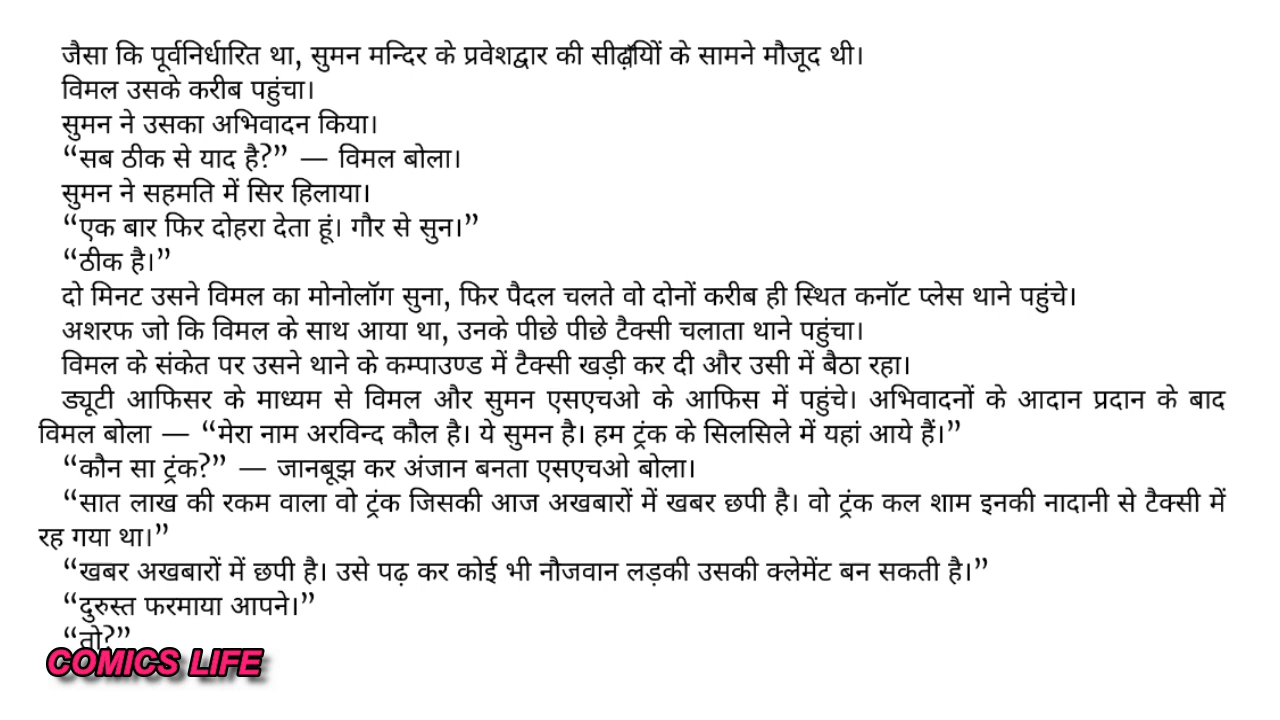 जैसा कि पूर्वनिर्धारित था, सुमन मन्दिर के प्रवेशद्वार की सीढ़ियों के सामने मौजूद थी।
विमल उसके करीब पहुंचा।
सुमन ने उसका अभिवादन किया।
“सब ठीक से याद है?” — विमल बोला।
सुमन ने सहमति में सिर हिलाया।
“एक बार फिर दोहरा देता हूं। गौर से सुन।”
“ठीक है।”
दो मिनट उसने विमल का मोनोलॉग सुना, फिर पैदल चलते वो दोनों करीब ही स्थित कनॉट प्लेस थाने पहुंचे।
अशरफ जो कि विमल के साथ आया था, उनके पीछे पीछे टैक्सी चलाता थाने पहुंचा।
विमल के संकेत पर उसने थाने के कम्पाउण्ड में टैक्सी खड़ी कर दी और उसी में बैठा रहा।
ड्यूटी आफिसर के माध्यम से विमल और सुमन एसएचओ के आफिस में पहुंचे। अभिवादनों के आदान प्रदान के बाद
विमल बोला — “मेरा नाम अरविन्द कौल है। ये सुमन है। हम ट्रंक के सिलसिले में यहां आये हैं।”
“कौन सा ट्रंक?” — जानबूझ कर अंजान बनता एसएचओ बोला।
“सात लाख की रकम वाला वो ट्रंक जिसकी आज अखबारों में खबर छपी है। वो ट्रंक कल शाम इनकी नादानी से टैक्सी में
रह गया था।”
“खबर अखबारों में छपी है। उसे पढ़ कर कोई भी नौजवान लड़की उसकी क्लेमेंट बन सकती है।”
“दुरुस्त फरमाया आपने।”
“तो?”
COMICS LIFE